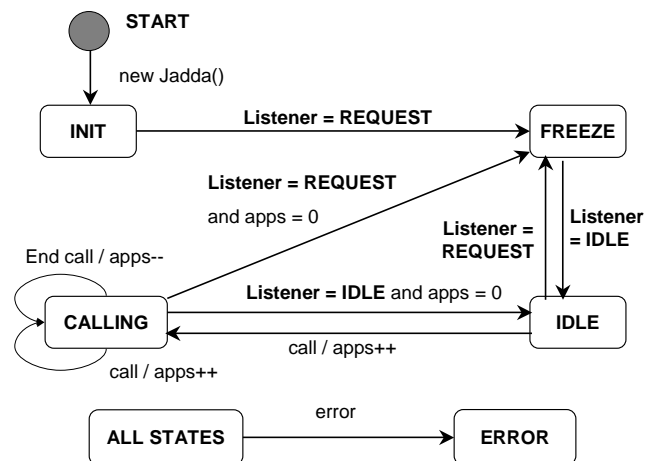 START
new Jadda()
INIT
Listener = REQUEST
FREEZE
Listener = REQUEST
and apps = 0
Listener =
REQUEST
Listener
= IDLE
End call / apps--
Listener = IDLE and apps = 0
CALLING
IDLE
call / apps++
call / apps++
error
ALL STATES
ERROR